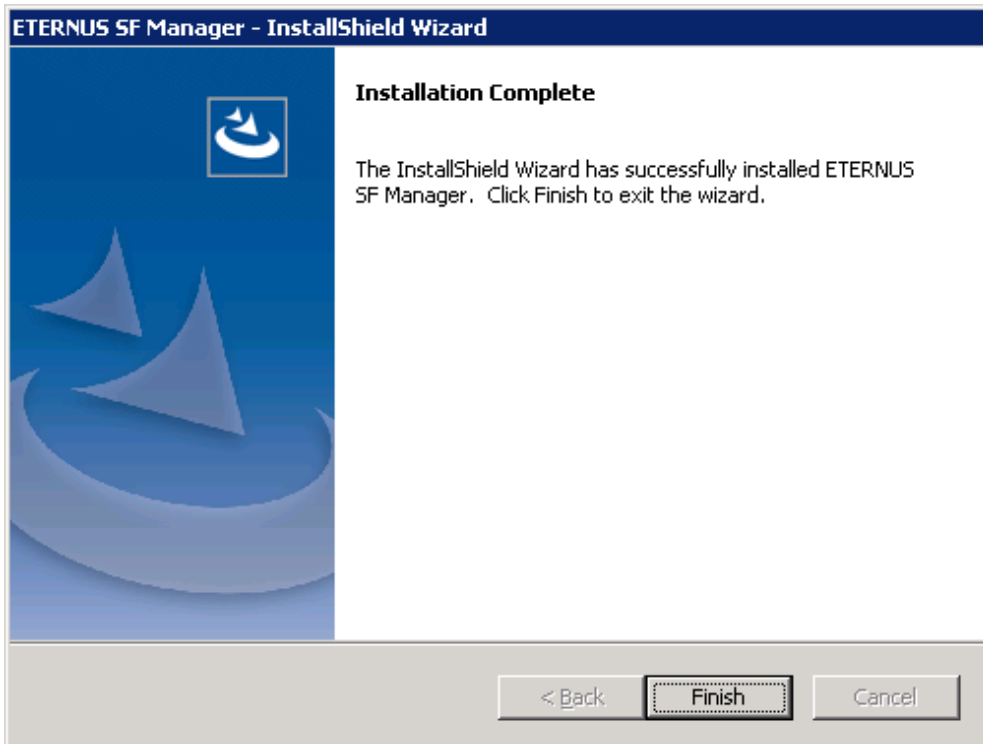 ETERNUS SF Manager - InstallShield Wizard
Installation Complete
The InstallShield Wizard has successfully installed ETERNUS
SF Manager. Click Finish to exit the wizard.
< Back
Finish
Cancel